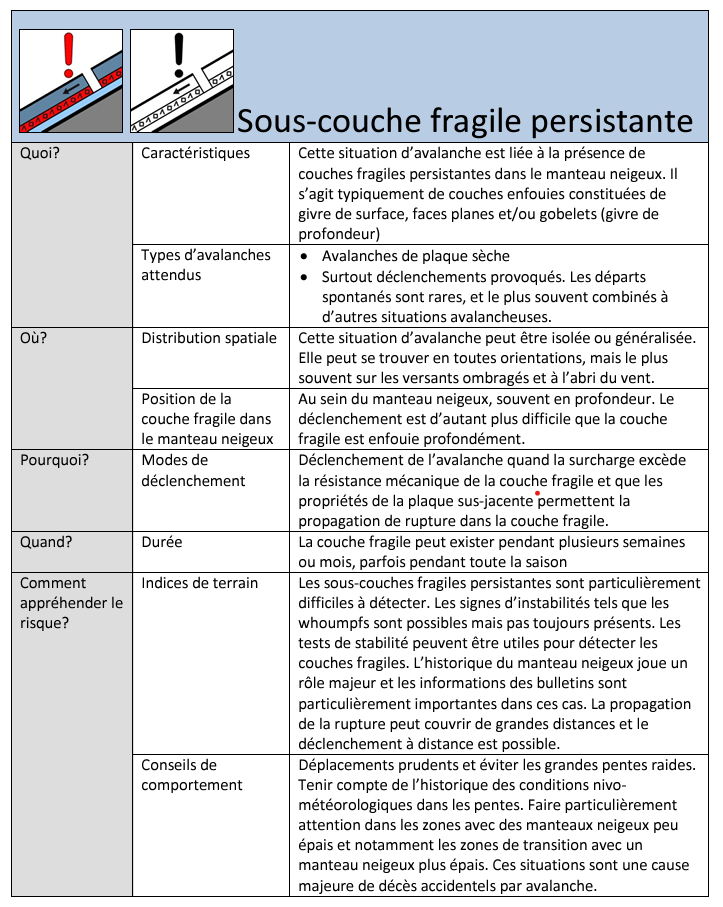 Sous-couche fragile persistante
Quoi?
Caractéristiques
Cette situation d’avalanche est liée à la présence de
couches fragiles persistantes dans le manteau neigeux. Il
s’agit typiquement de couches enfouies constituées de
givre de surface, faces planes et/ou gobelets (givre de
profondeur)
Types d’avalanches
attendus
• Avalanches de plaque sèche
• Surtout déclenchements provoqués. Les départs
spontanés sont rares, et le plus souvent combinés à
d’autres situations avalancheuses.
Où?
Distribution spatiale
Cette situation d’avalanche peut être isolée ou généralisée.
Elle peut se trouver en toutes orientations, mais le plus
souvent sur les versants ombragés et à l’abri du vent.
Position de la
couche fragile dans
le manteau neigeux
Au sein du manteau neigeux, souvent en profondeur. Le
déclenchement est d’autant plus difficile que la couche
fragile est enfouie profondément.
Pourquoi?
Modes de
déclenchement
Déclenchement de l’avalanche quand la surcharge excède
la résistance mécanique de la couche fragile et que les
propriétés de la plaque sus-jacente permettent la
propagation de rupture dans la couche fragile.
Quand?
Durée
La couche fragile peut exister pendant plusieurs semaines
ou mois, parfois pendant toute la saison
Comment
appréhender le
risque?
Indices de terrain
Les sous-couches fragiles persistantes sont particulièrement
difficiles à détecter. Les signes d’instabilités tels que les
whoumpfs sont possibles mais pas toujours présents. Les
tests de stabilité peuvent être utiles pour détecter les
couches fragiles. L’historique du manteau neigeux joue un
rôle majeur et les informations des bulletins sont
particulièrement importantes dans ces cas. La propagation
de la rupture peut couvrir de grandes distances et le
déclenchement à distance est possible.
Conseils de
comportement
Déplacements prudents et éviter les grandes pentes raides.
Tenir compte de l’historique des conditions nivo-
météorologiques dans les pentes. Faire particulièrement
attention dans les zones avec des manteaux neigeux peu
épais et notamment les zones de transition avec un
manteau neigeux plus épais. Ces situations sont une cause
majeure de décès accidentels par avalanche.